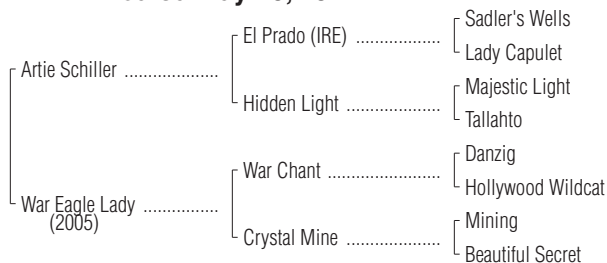 Sadler's Wells
El Prado (IRE) ....................
Lady Capulet
Artie Schiller ......................
Majestic Light
Hidden Light ......................
Tallahto
Danzig
War Chant ........................
Hollywood Wildcat
War Eagle Lady .................
(2005)
Mining
Crystal Mine ......................
Beautiful Secret